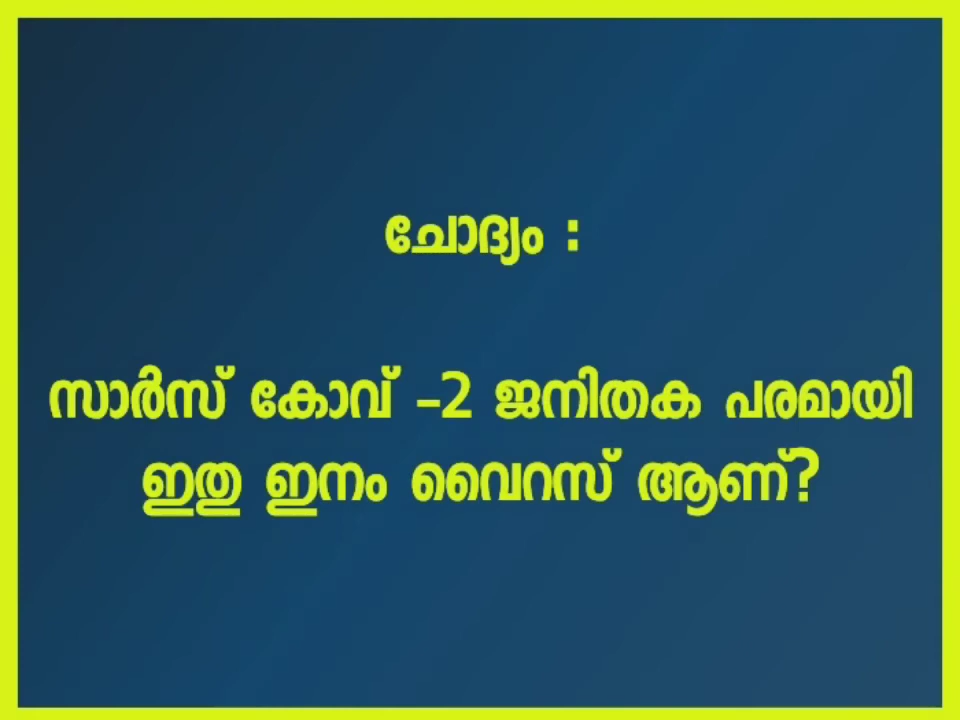 ചോദ്യം :
സാർസ് കോവ് -2 ജനിതക പരമായി
ഇതു ഇനം വൈറസ് ആണ്?